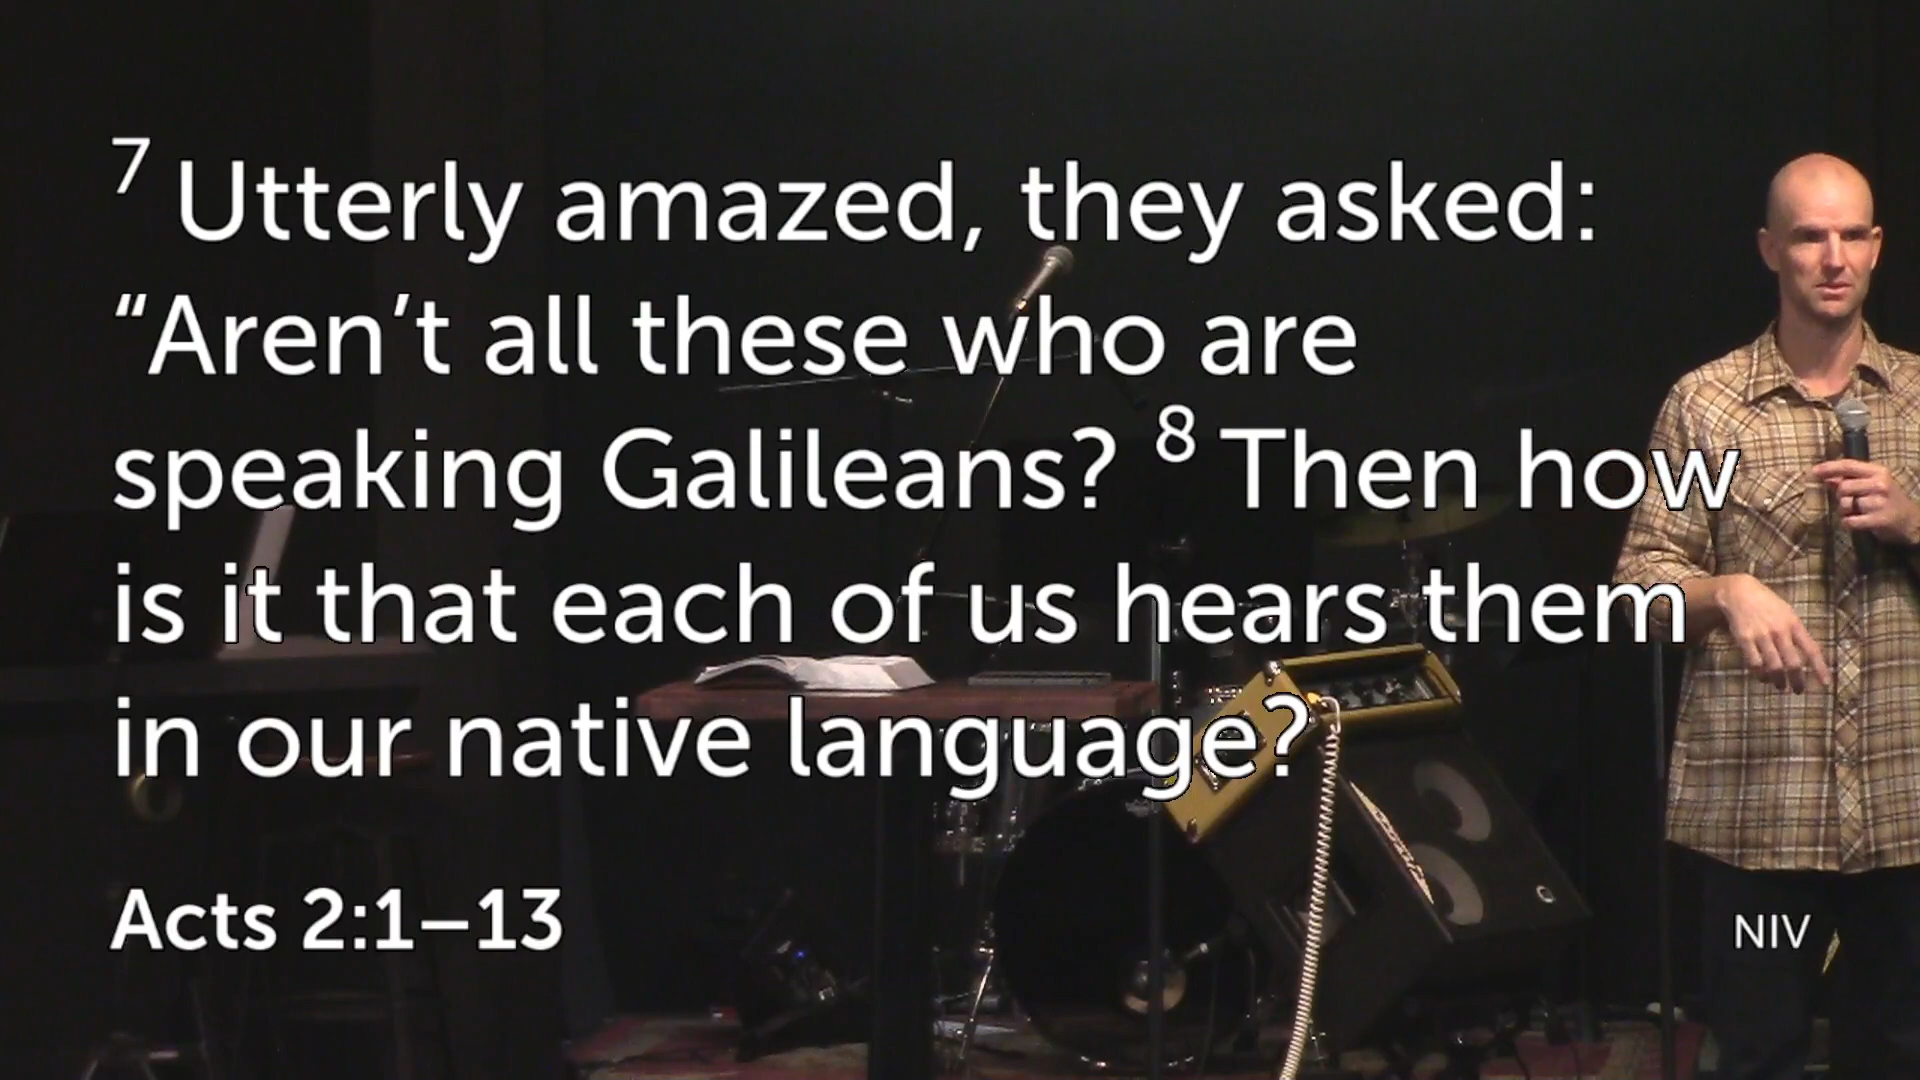 7 Utterly amazed, they asked:
“Aren’t all these who are
speaking Galileans? 8 Then how
is it that each of us hears them
in our native language?
Acts 2:1–13
NIV